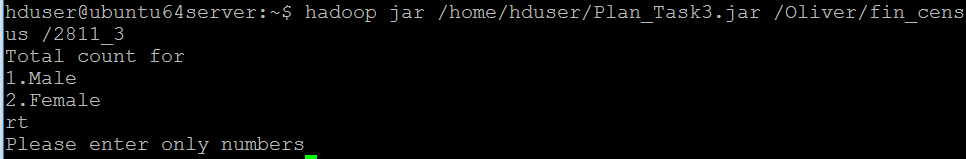 hduser@ubuntu64server:~$ hadoop jar /home/hduser/Plan_Task3.jar /Oliver/fin_cens
us /2811_3
Total count for
1.Male
2.Female
rt
Please enter only numbers